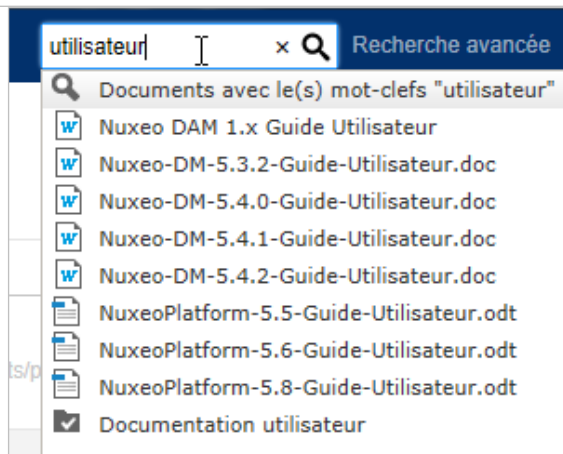 utilisateur × Recherche avancée
Documents avec le(s) mot-clefs "utilisateur"
Nuxeo DAM 1.x Guide Utilisateur
Nuxeo-DM-5.3.2-Guide-Utilisateur.doc
Nuxeo-DM-5.4.0-Guide-Utilisateur.doc
Nuxeo-DM-5.4.1-Guide-Utilisateur.doc
Nuxeo-DM-5.4.2-Guide-Utilisateur.doc
NuxeoPlatform-5.5-Guide-Utilisateur.odt
NuxeoPlatform-5.6-Guide-Utilisateur.odt
ts/p
NuxeoPlatform-5.8-Guide-Utilisateur.odt
Documentation utilisateur